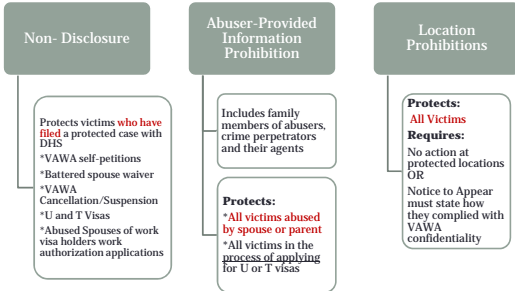 Non- Disclosure
Protects victims who have
filed a protected case with
DHS
*VAWA self-petitions
*Battered spouse waiver
*VAWA
Cancellation/Suspension
*U and T Visas
*Abused Spouses of work
visa holders work
authorization applications
Abuser-Provided
Information
Prohibition
Includes family
members of abusers,
crime perpetrators
and their agents
Protects:
*All victims abused
by spouse or parent
*All victims in the
process of applying
for U or T visas
Location
Prohibitions
Protects:
All Victims
Requires:
No action at
protected locations
OR
Notice to Appear
must state how
they complied with
VAWA
confidentiality